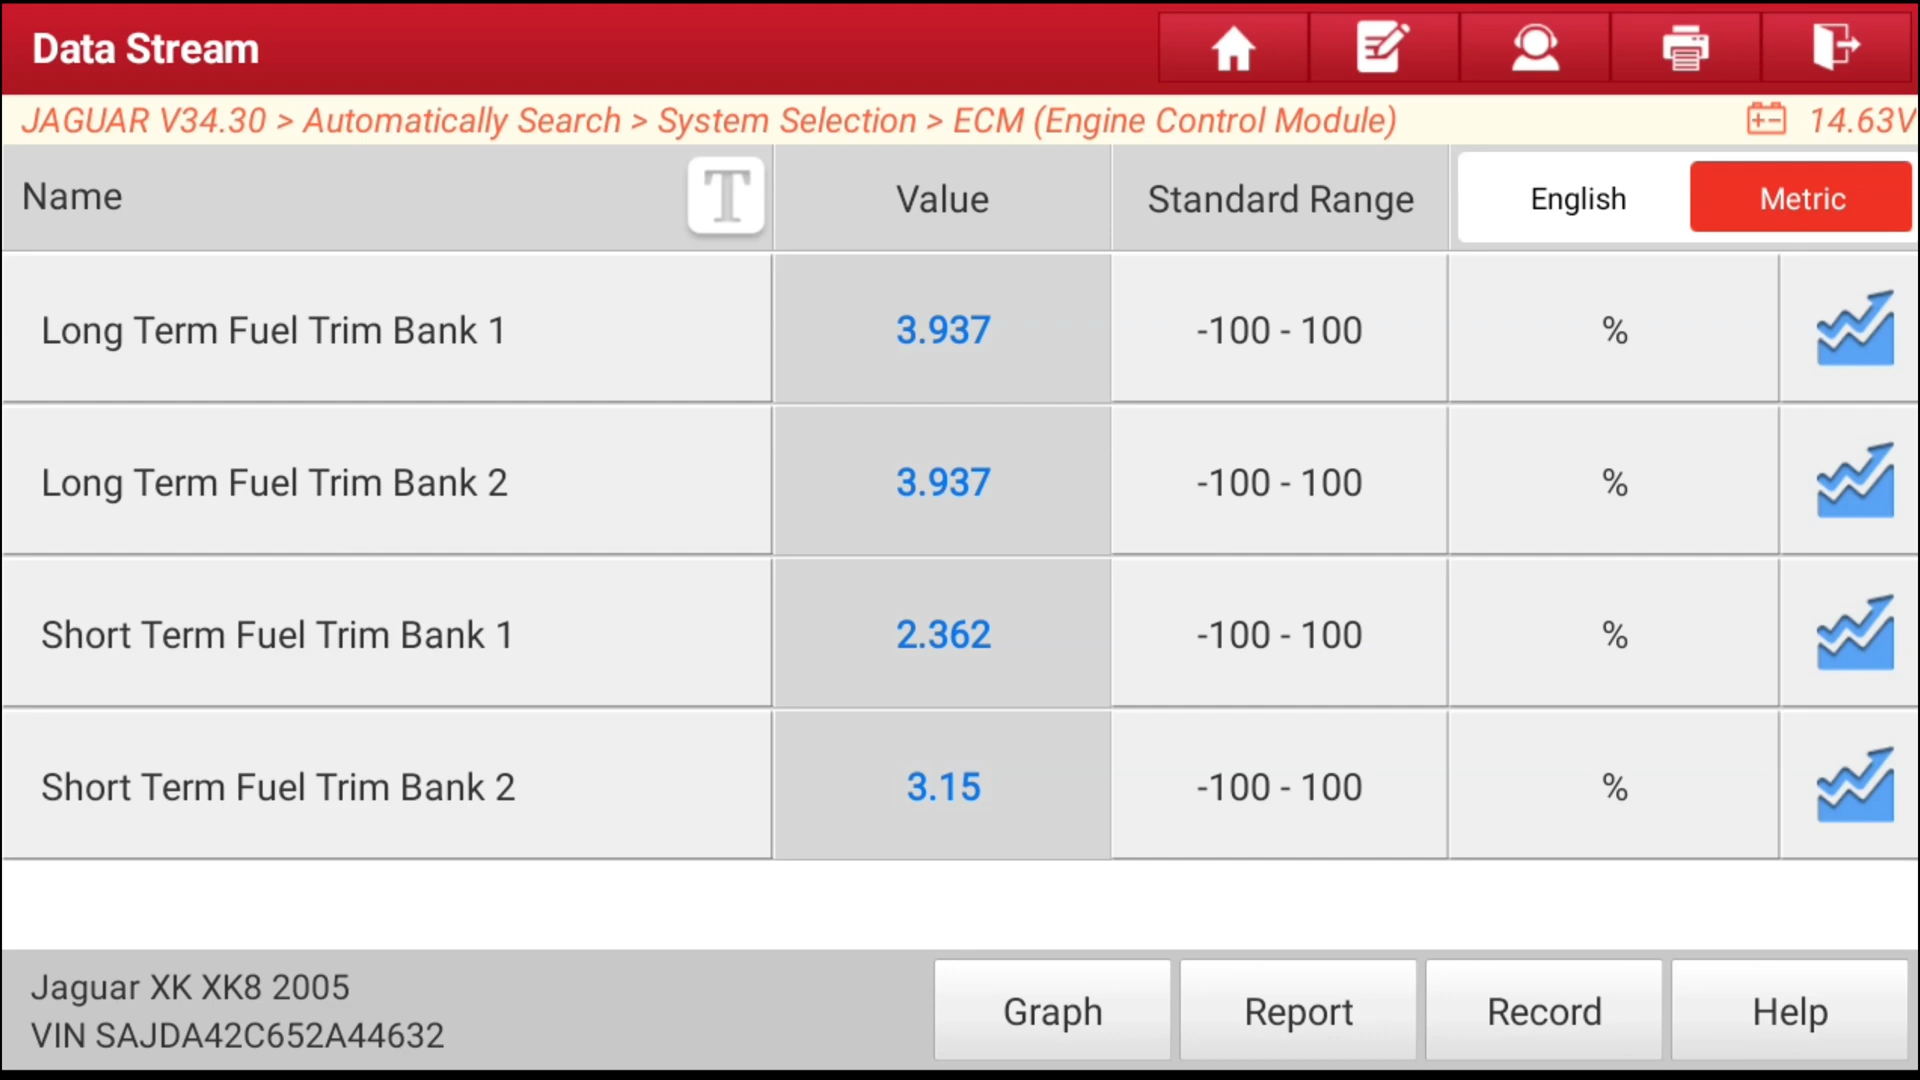 Data Stream
JAGUAR V34.30 > Automatically Search > System Selection > ECM (Engine Control Module) 14.63V
Name T Value Standard Range English Metric
Long Term Fuel Trim Bank 1 3.937 -100 - 100 %
Long Term Fuel Trim Bank 2 3.937 -100 - 100 %
Short Term Fuel Trim Bank 1 2.362 -100 - 100 %
Short Term Fuel Trim Bank 2 3.15 -100 - 100 %
Jaguar XK XK8 2005
VIN SAJDA42C652A44632
Graph Report Record Help